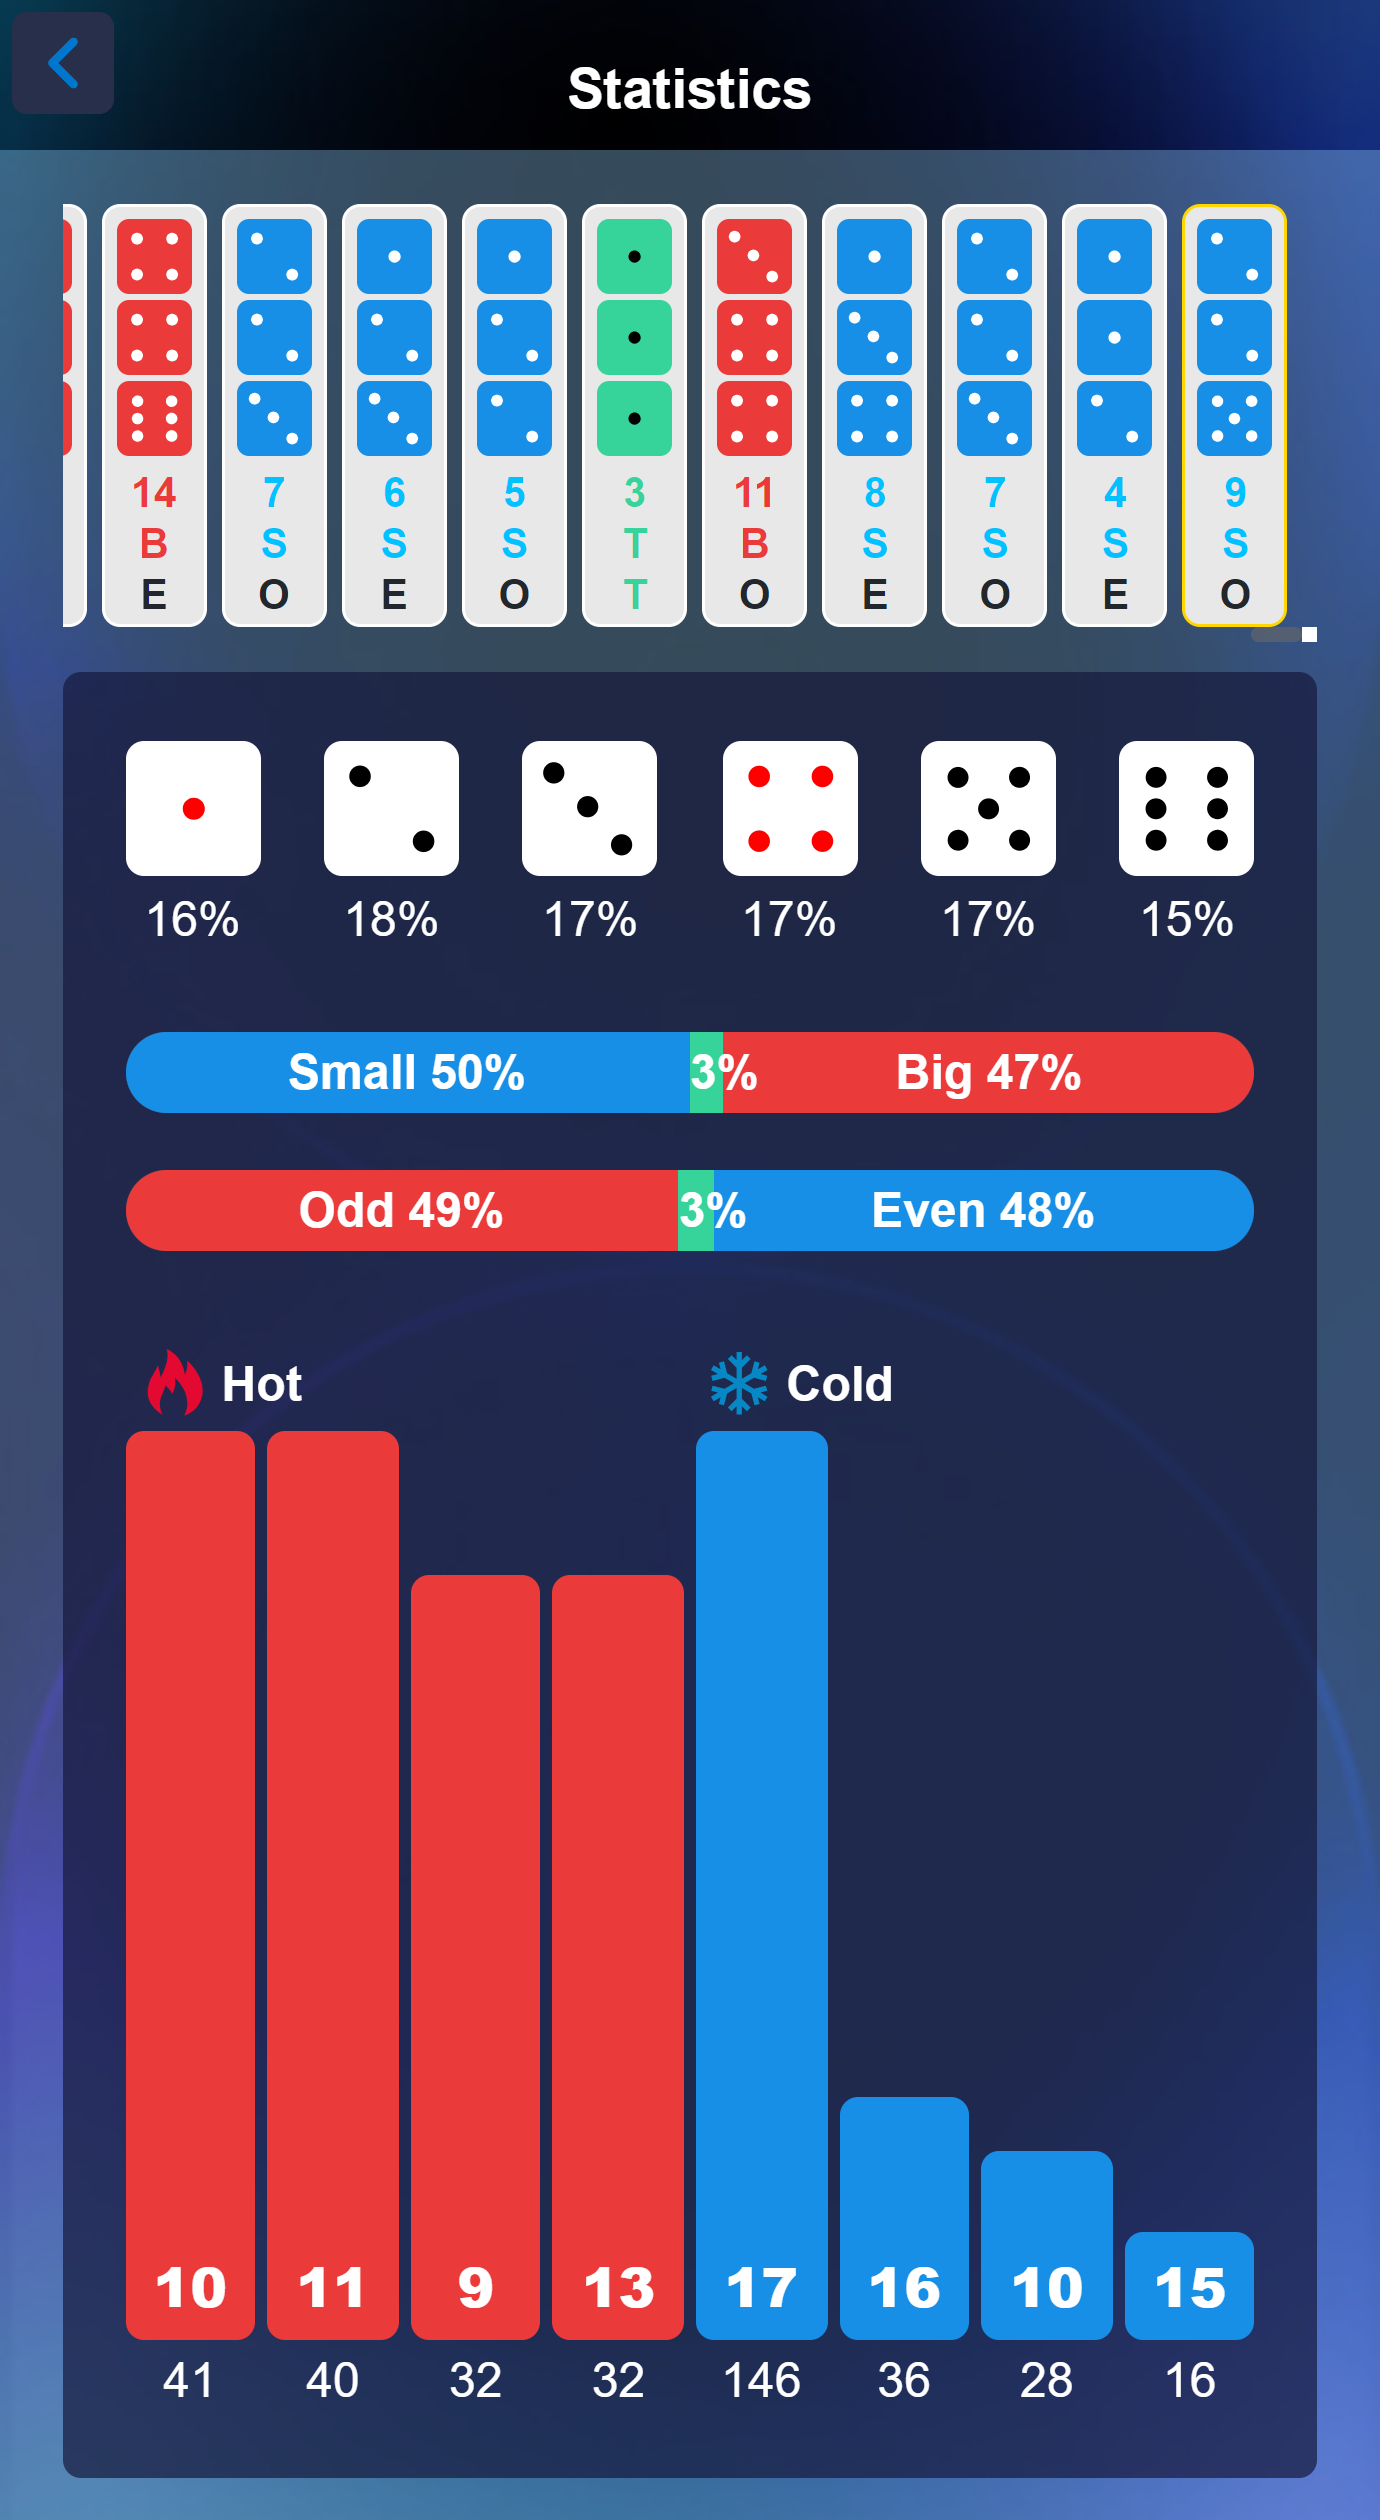 Statistics
14 7 6 5 3 11 8 7 4 9
B S S S T B S S S S
E O E O T O E O E O
16% 18% 17% 17% 17% 15%
Small 50% 3% Big 47%
Odd 49% 3% Even 48%
Hot Cold
10 11 9 13 17 16 10 15
41 40 32 32 146 36 28 16